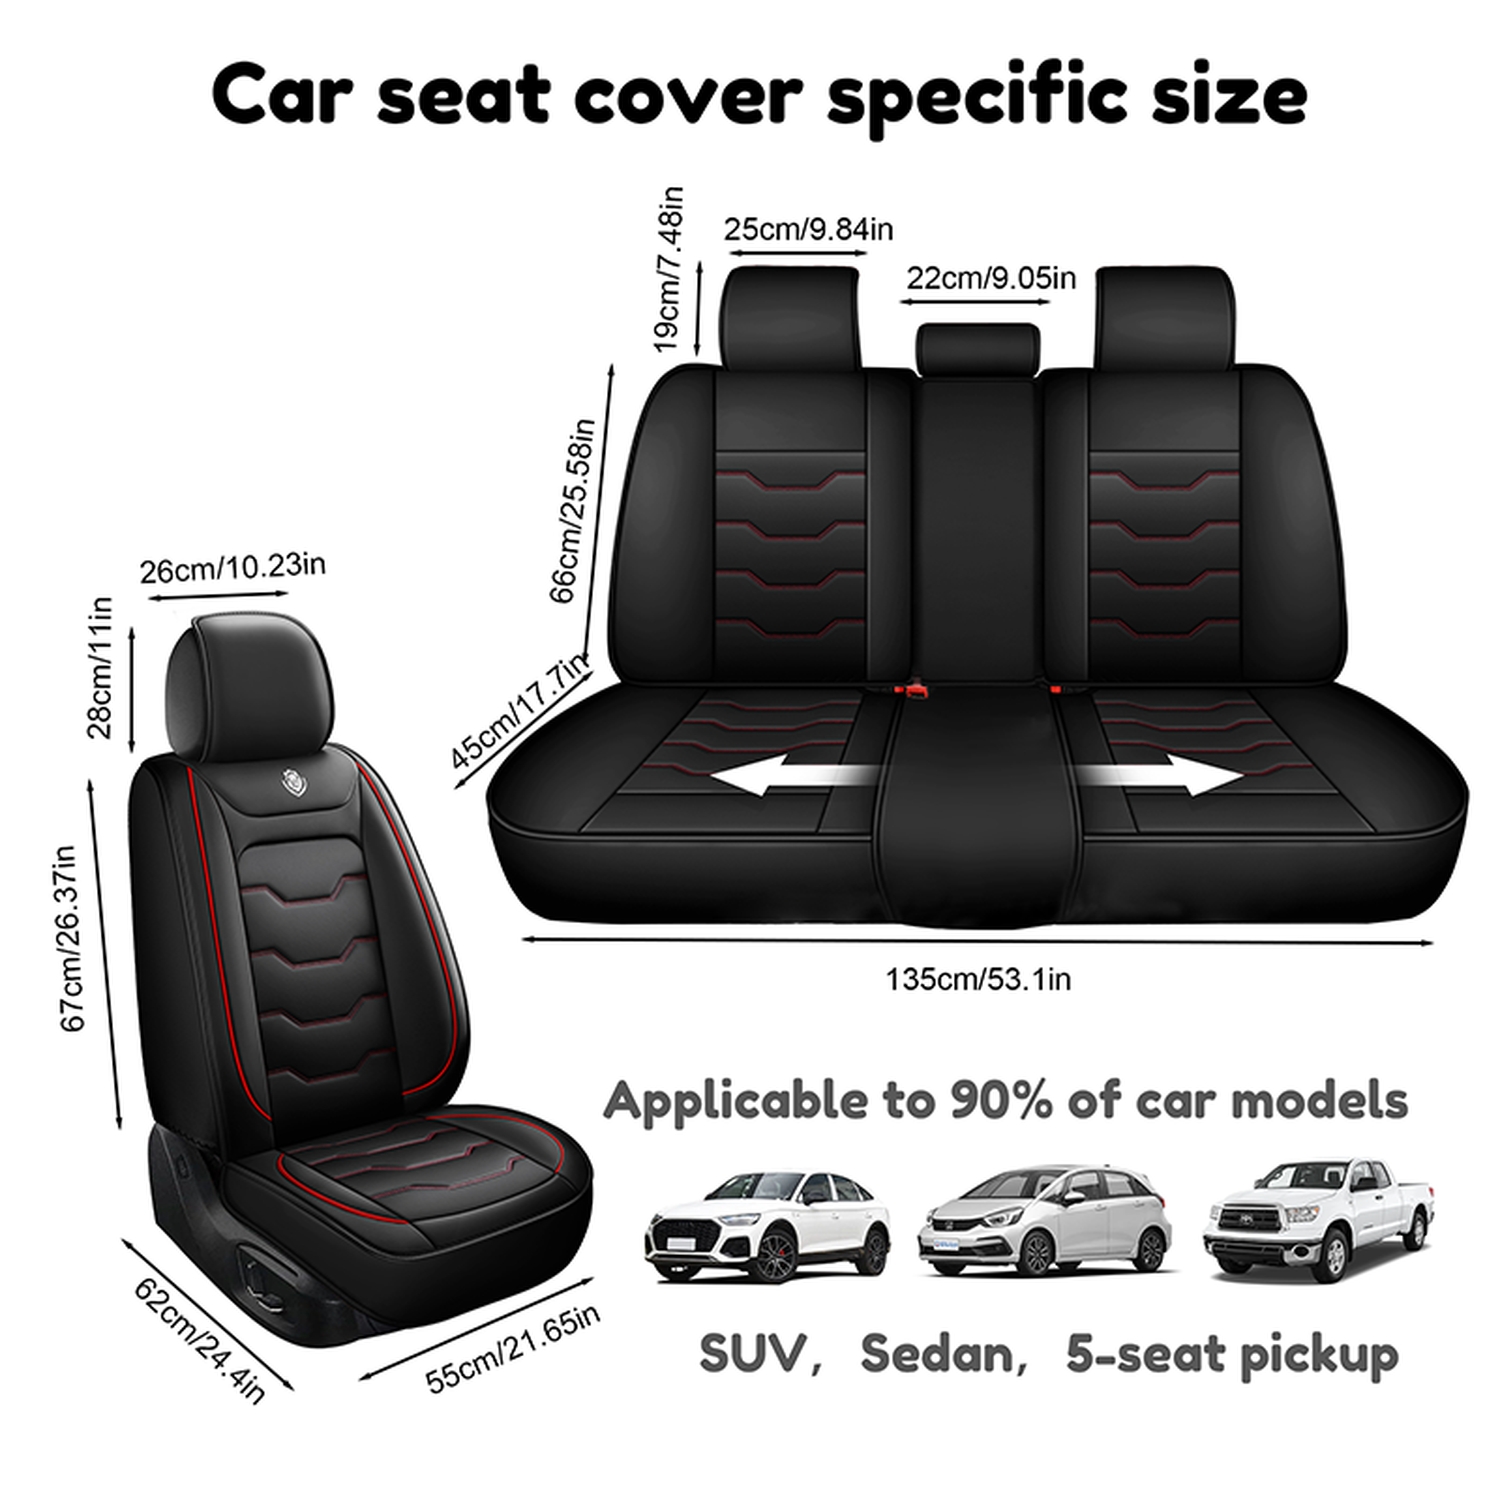 Car seat cover specific size
19cm/7.48in
25cm/9.84in
22cm/9.05in
66cm/25.58in
45cm/17.7in
135cm/53.1in
26cm/10.23in
28cm/11in
67cm/26.37in
62cm/24.4in
55cm/21.65in
Applicable to 90% of car models
SUV, Sedan, 5-seat pickup